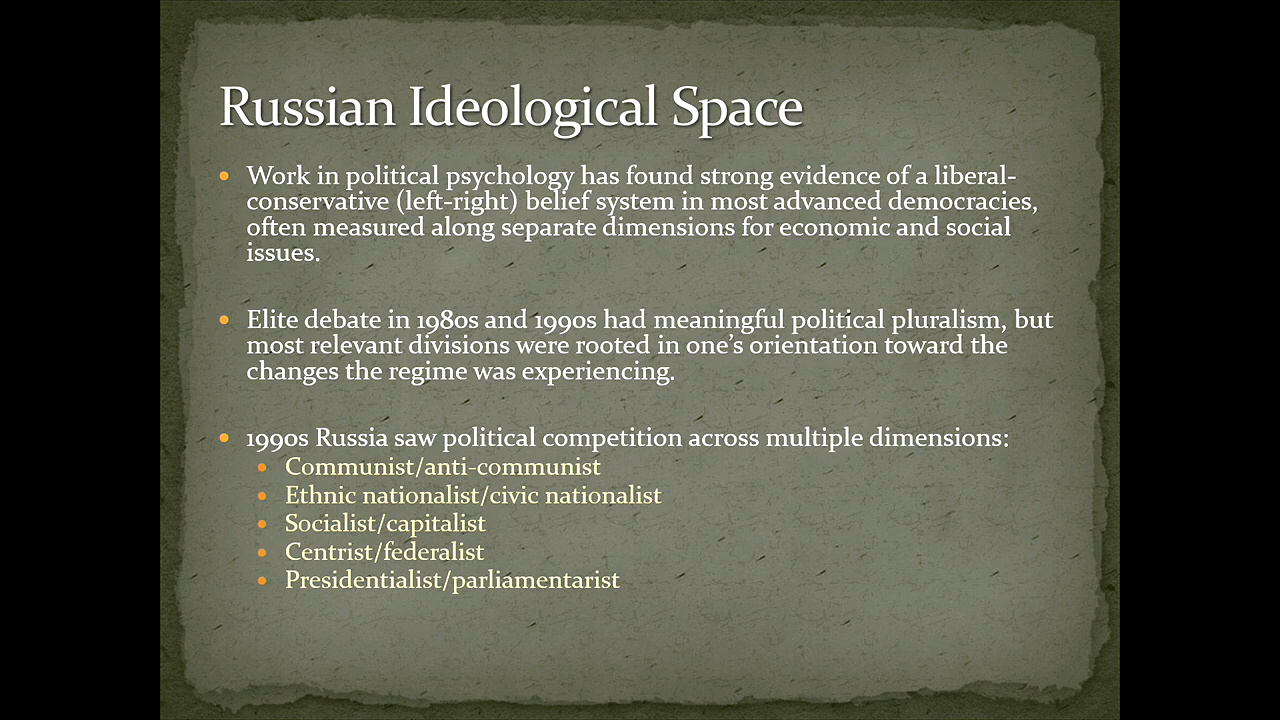 Russian Ideological Space
• Work in political psychology has found strong evidence of a liberal-
conservative (left-right) belief system in most advanced democracies,
often measured along separate dimensions for economic and social
issues.
• Elite debate in 1980s and 1990s had meaningful political pluralism, but
most relevant divisions were rooted in one’s orientation toward the
changes the regime was experiencing.
• 1990s Russia saw political competition across multiple dimensions:
• Communist/anti-communist
• Ethnic nationalist/civic nationalist
• Socialist/capitalist
• Centrist/federalist
• Presidentialist/parliamentarist